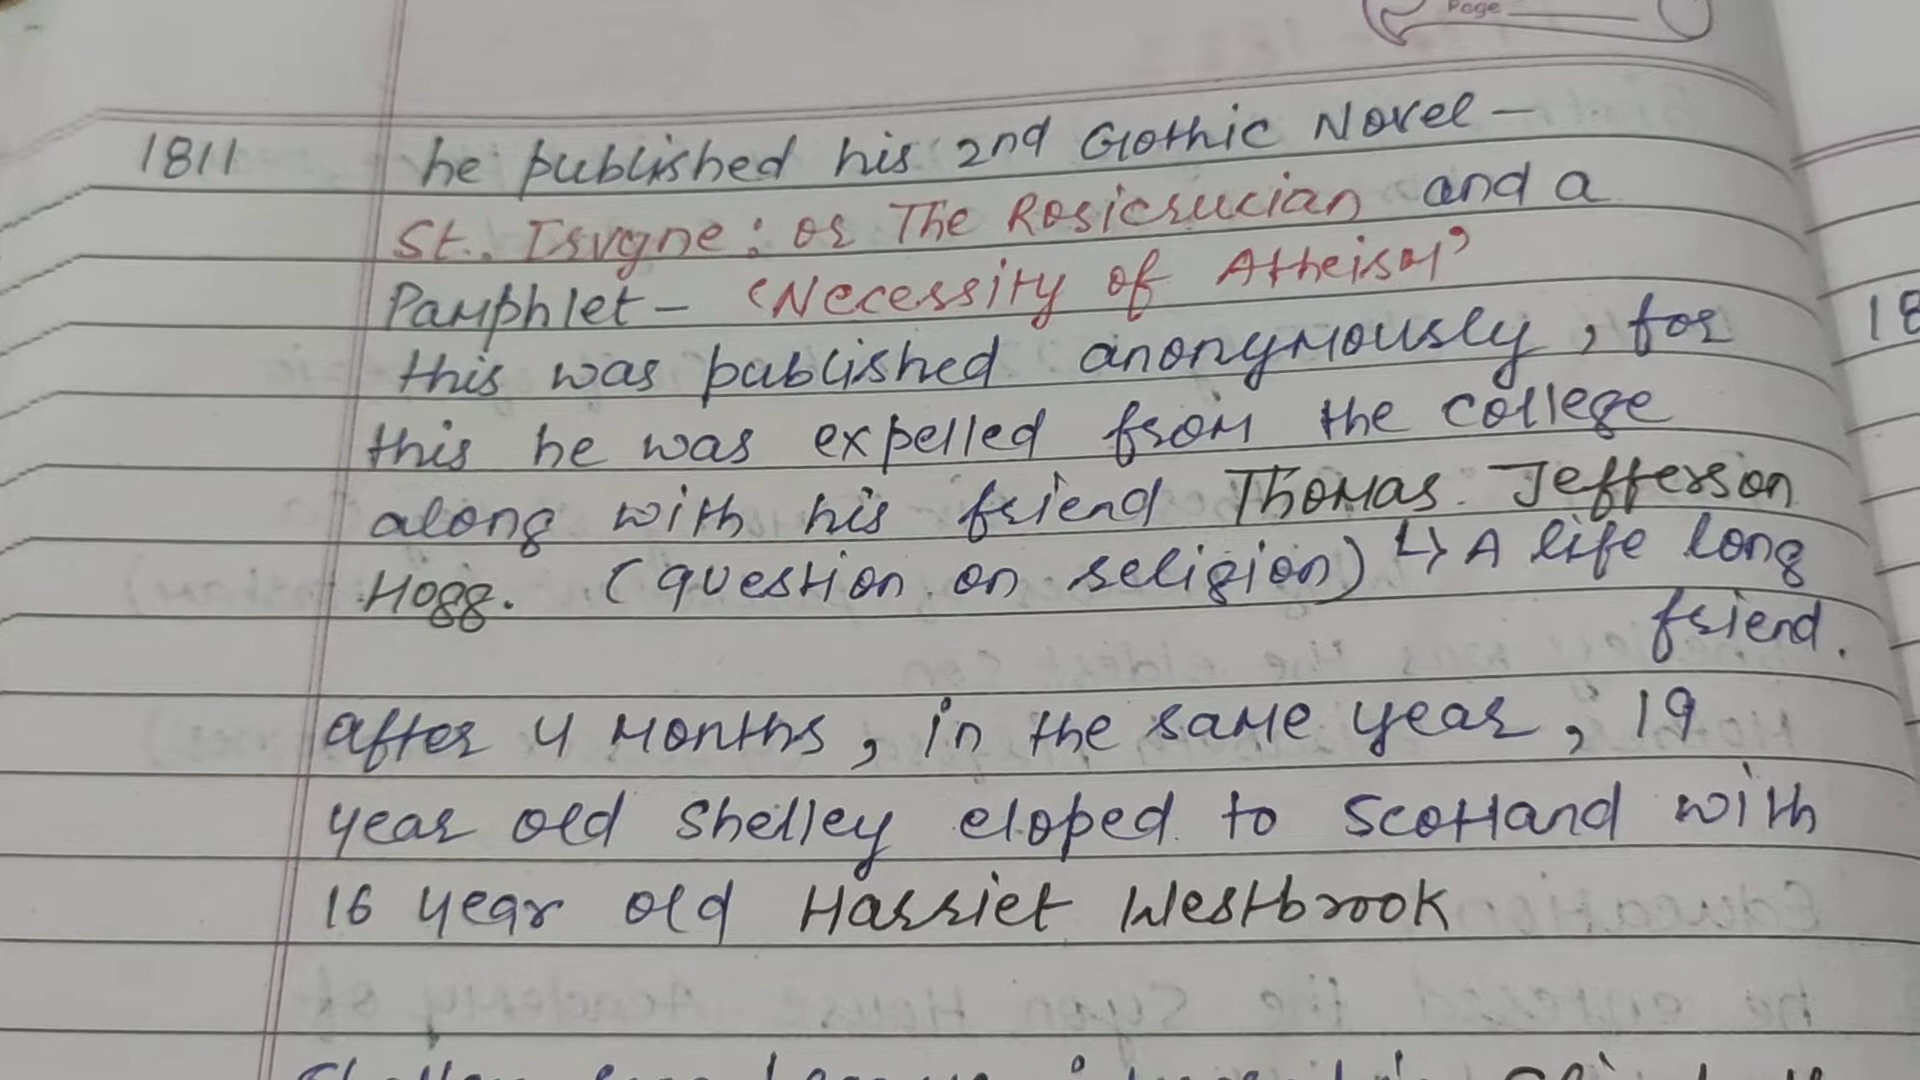 Page
1811 he published his 2nd Gothic Novel -
St. Irvyne: or The Rosicrucian and a
Pamphlet - 'Necessity of Atheism'
this was published anonymously, for
this he was expelled from the college
along with his friend Thomas Jefferson
Hogg. (question on religion) ↳ A life long
friend.
after 4 months, in the same year, 19
year old Shelley eloped to Scotland with
16 year old Harriet Westbrook
18